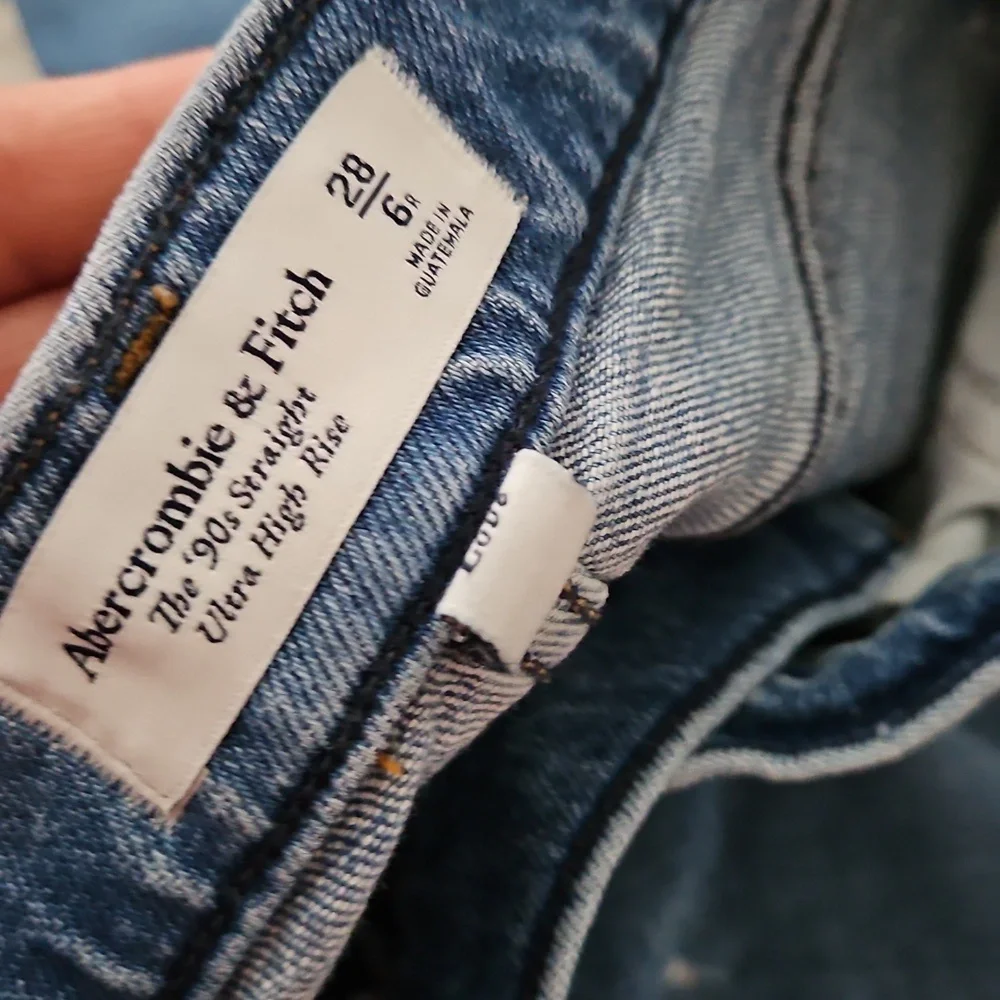 28/6R
MADE IN
GUATEMALA
Abercrombie & Fitch
The '90s Straight
Ultra High Rise